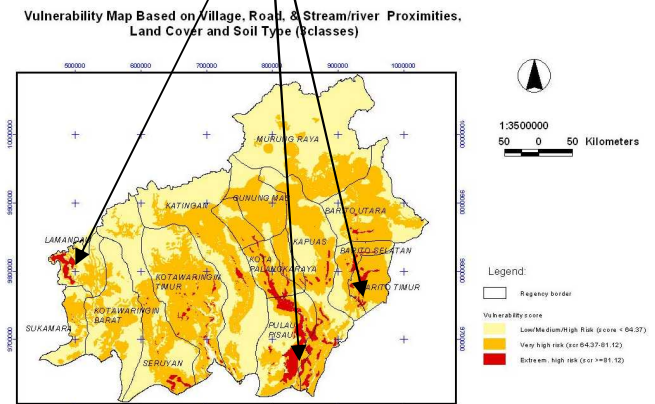 Vulnerability Map Based on Village, Road, & Stream/river Proximities,
Land Cover and Soil Type (3classes)
500000 600000 700000 800000 900000 1000000
1:3500000
50 0 50 Kilometers
MURUNG RAYA
GUNUNG MAS
KATINGAN
BARITO UTARA
LAMANDAU
KAPUAS
BARITO SELATAN
KOTA
PALANGKARAYA
KOTAWARINGIN
TIMUR
BARITO TIMUR
KOTAWARINGIN
BARAT
SUKAMARA
PULAU
PISAU
SERUYAN
Legend:
Regency border
Vulnerability score
Low/Medium/High Risk (score < 64.37)
Very high risk (scr 64.37-81.12)
Extreem. high risk (scr >=81.12)